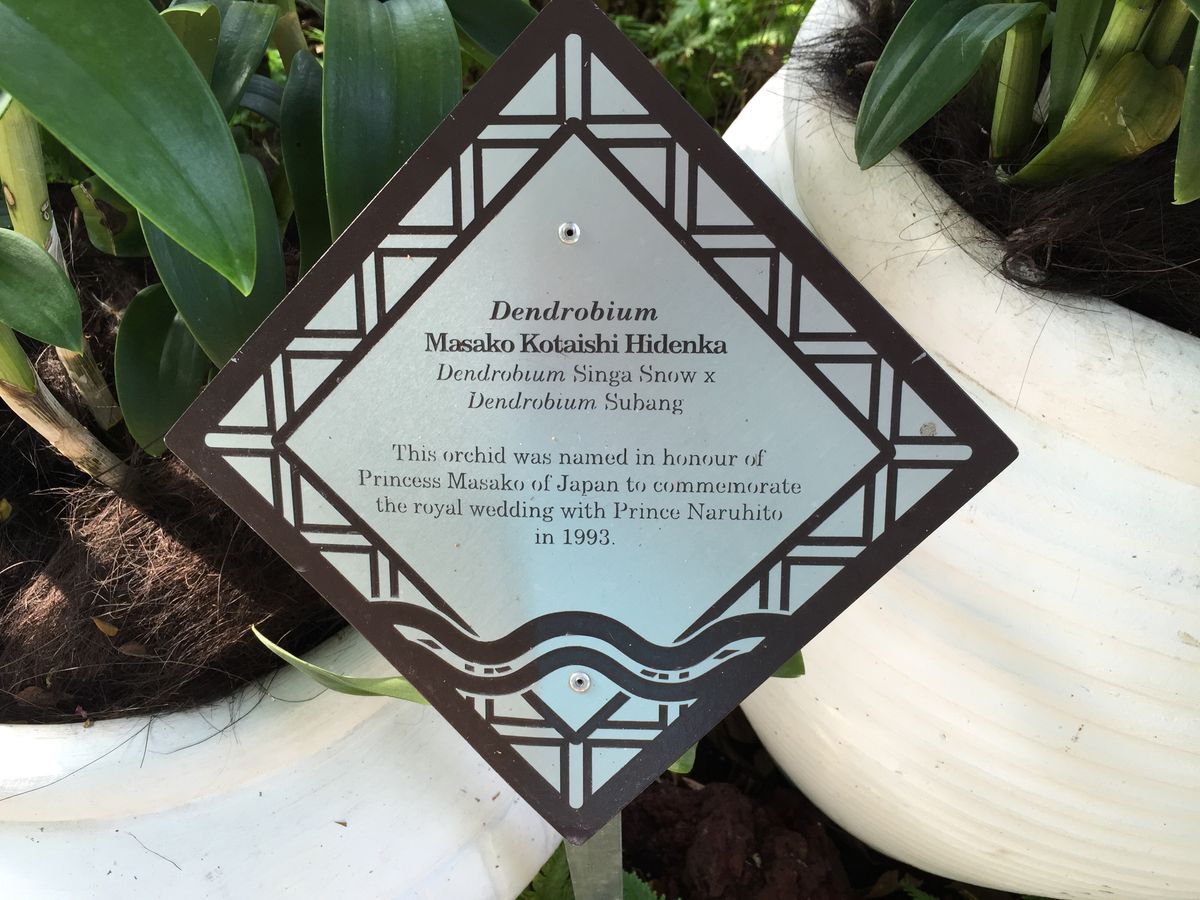 Dendrobium
Masako Kotaishi Hidenka
Dendrobium Singa Snow x
Dendrobium Subang
This orchid was named in honour of
Princess Masako of Japan to commemorate
the royal wedding with Prince Naruhito
in 1993.